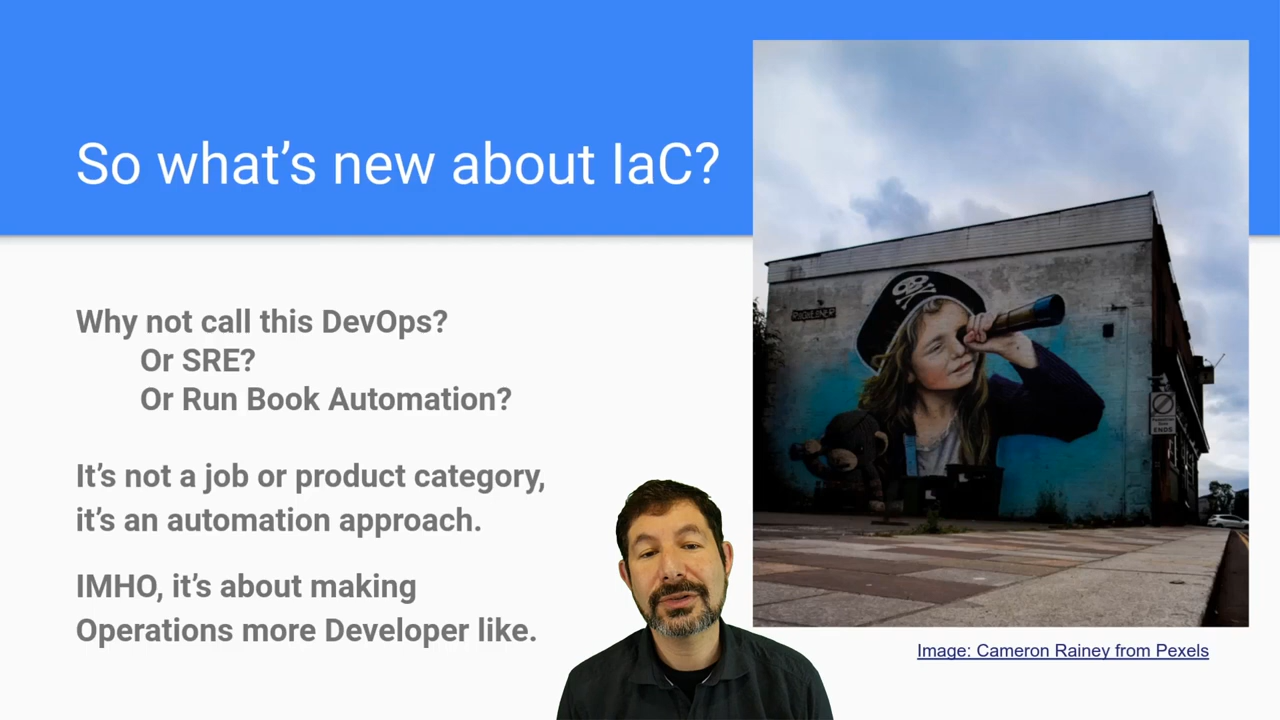 So what's new about IaC?
Why not call this DevOps?
Or SRE?
Or Run Book Automation?
It's not a job or product category,
it's an automation approach.
IMHO, it's about making
Operations more Developer like.
ENDS
Image: Cameron Rainey from Pexels